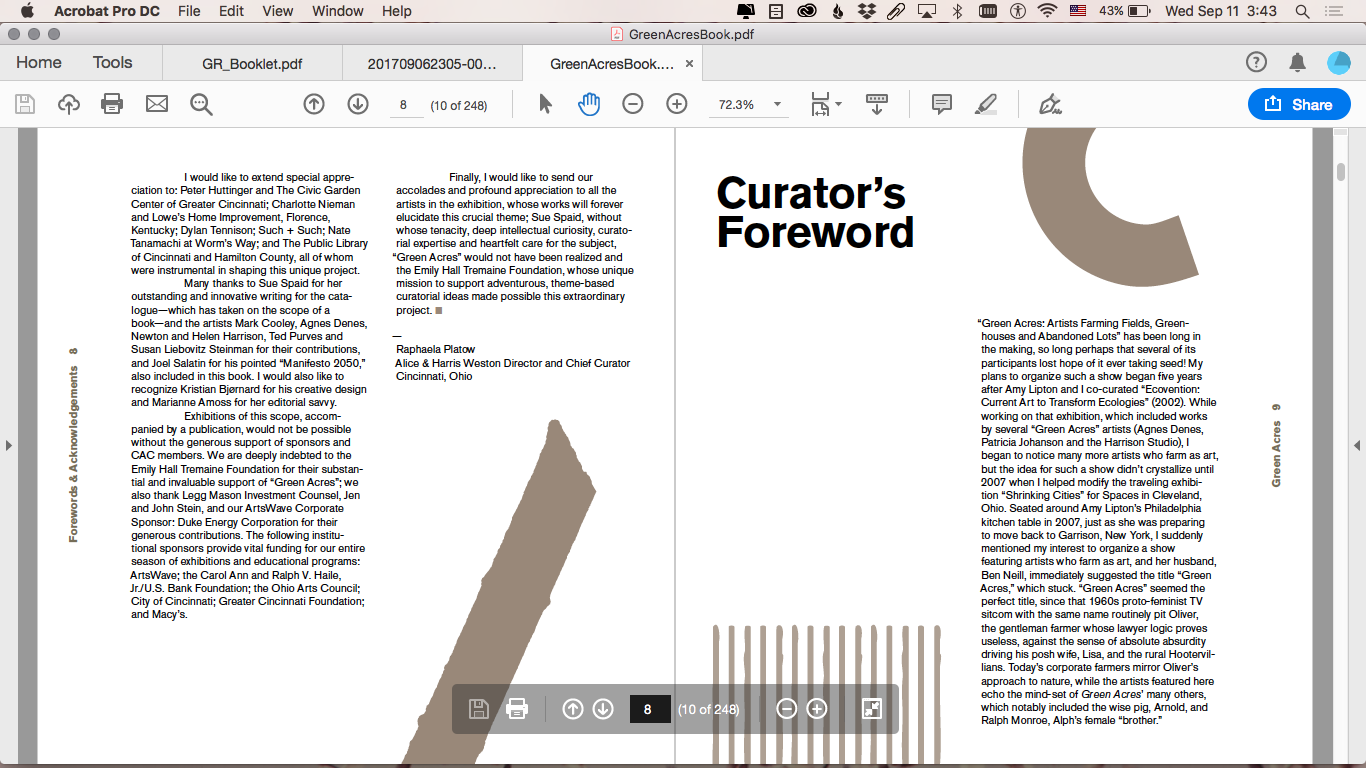 Acrobat Pro DC File Edit View Window Help 43% Wed Sep 11 3:43
GreenAcresBook.pdf
Home Tools GR_Booklet.pdf 201709062305-00... GreenAcresBook.... ×
8 (10 of 248) 72.3% Share
I would like to extend special appre-
ciation to: Peter Huttinger and The Civic Garden
Center of Greater Cincinnati; Charlotte Nieman
and Lowe's Home Improvement, Florence,
Kentucky; Dylan Tennison; Such + Such; Nate
Tanamachi at Worm's Way; and The Public Library
of Cincinnati and Hamilton County, all of whom
were instrumental in shaping this unique project.
Many thanks to Sue Spaid for her
outstanding and innovative writing for the cata-
logue—which has taken on the scope of a
book—and the artists Mark Cooley, Agnes Denes,
Newton and Helen Harrison, Ted Purves and
Susan Liebovitz Steinman for their contributions,
and Joel Salatin for his pointed “Manifesto 2050,”
also included in this book. I would also like to
recognize Kristian Bjørnard for his creative design
and Marianne Amoss for her editorial savvy.
Exhibitions of this scope, accom-
panied by a publication, would not be possible
without the generous support of sponsors and
CAC members. We are deeply indebted to the
Emily Hall Tremaine Foundation for their substan-
tial and invaluable support of “Green Acres”; we
also thank Legg Mason Investment Counsel, Jen
and John Stein, and our ArtsWave Corporate
Sponsor: Duke Energy Corporation for their
generous contributions. The following institu-
tional sponsors provide vital funding for our entire
season of exhibitions and educational programs:
ArtsWave; the Carol Ann and Ralph V. Haile,
Jr./U.S. Bank Foundation; the Ohio Arts Council;
City of Cincinnati; Greater Cincinnati Foundation;
and Macy's.
Finally, I would like to send our
accolades and profound appreciation to all the
artists in the exhibition, whose works will forever
elucidate this crucial theme; Sue Spaid, without
whose tenacity, deep intellectual curiosity, curato-
rial expertise and heartfelt care for the subject,
“Green Acres” would not have been realized and
the Emily Hall Tremaine Foundation, whose unique
mission to support adventurous, theme-based
curatorial ideas made possible this extraordinary
project. ■
—
Raphaela Platow
Alice & Harris Weston Director and Chief Curator
Cincinnati, Ohio
Forewords & Acknowledgements 8
Curator's
Foreword
“Green Acres: Artists Farming Fields, Green-
houses and Abandoned Lots” has been long in
the making, so long perhaps that several of its
participants lost hope of it ever taking seed! My
plans to organize such a show began five years
after Amy Lipton and I co-curated “Ecovention:
Current Art to Transform Ecologies” (2002). While
working on that exhibition, which included works
by several “Green Acres” artists (Agnes Denes,
Patricia Johanson and the Harrison Studio), I
began to notice many more artists who farm as art,
but the idea for such a show didn't crystallize until
2007 when I helped modify the traveling exhibi-
tion “Shrinking Cities” for Spaces in Cleveland,
Ohio. Seated around Amy Lipton's Philadelphia
kitchen table in 2007, just as she was preparing
to move back to Garrison, New York, I suddenly
mentioned my interest to organize a show
featuring artists who farm as art, and her husband,
Ben Neill, immediately suggested the title “Green
Acres,” which stuck. “Green Acres” seemed the
perfect title, since that 1960s proto-feminist TV
sitcom with the same name routinely pit Oliver,
the gentleman farmer whose lawyer logic proves
useless, against the sense of absolute absurdity
driving his posh wife, Lisa, and the rural Hootervil-
lians. Today's corporate farmers mirror Oliver's
approach to nature, while the artists featured here
echo the mind-set of Green Acres' many others,
which notably included the wise pig, Arnold, and
Ralph Monroe, Alph's female “brother.”
Green Acres 9
8 (10 of 248)